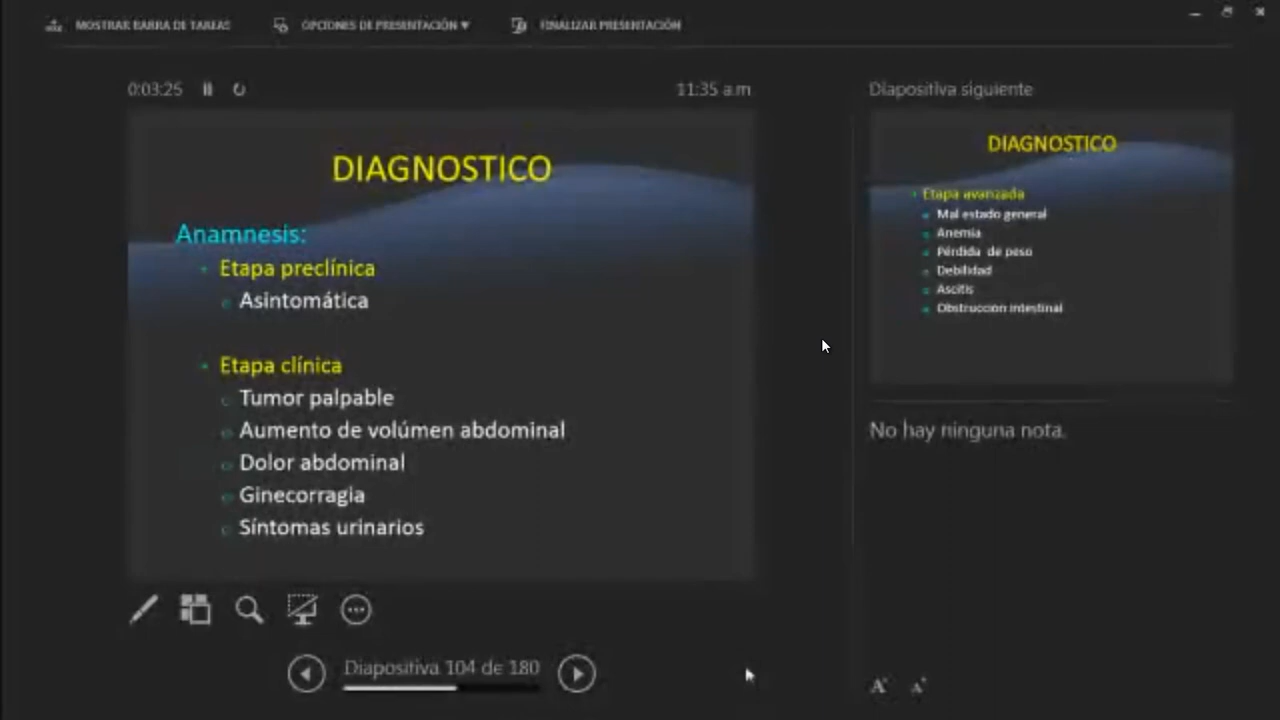 MOSTRAR BARRA DE TAREAS
OPCIONES DE PRESENTACIÓN ▼
FINALIZAR PRESENTACIÓN
0:03:25
11:35 a.m
DIAGNOSTICO
Anamnesis:
Etapa preclínica
Asintomática
Etapa clínica
Tumor palpable
Aumento de volúmen abdominal
Dolor abdominal
Ginecorragia
Síntomas urinarios
Diapositiva 104 de 180
Diapositiva siguiente
DIAGNOSTICO
Etapa avanzada
Mal estado general
Anemia
Pérdida de peso
Debilidad
Ascitis
Obstruccion intestinal
No hay ninguna nota.
A A